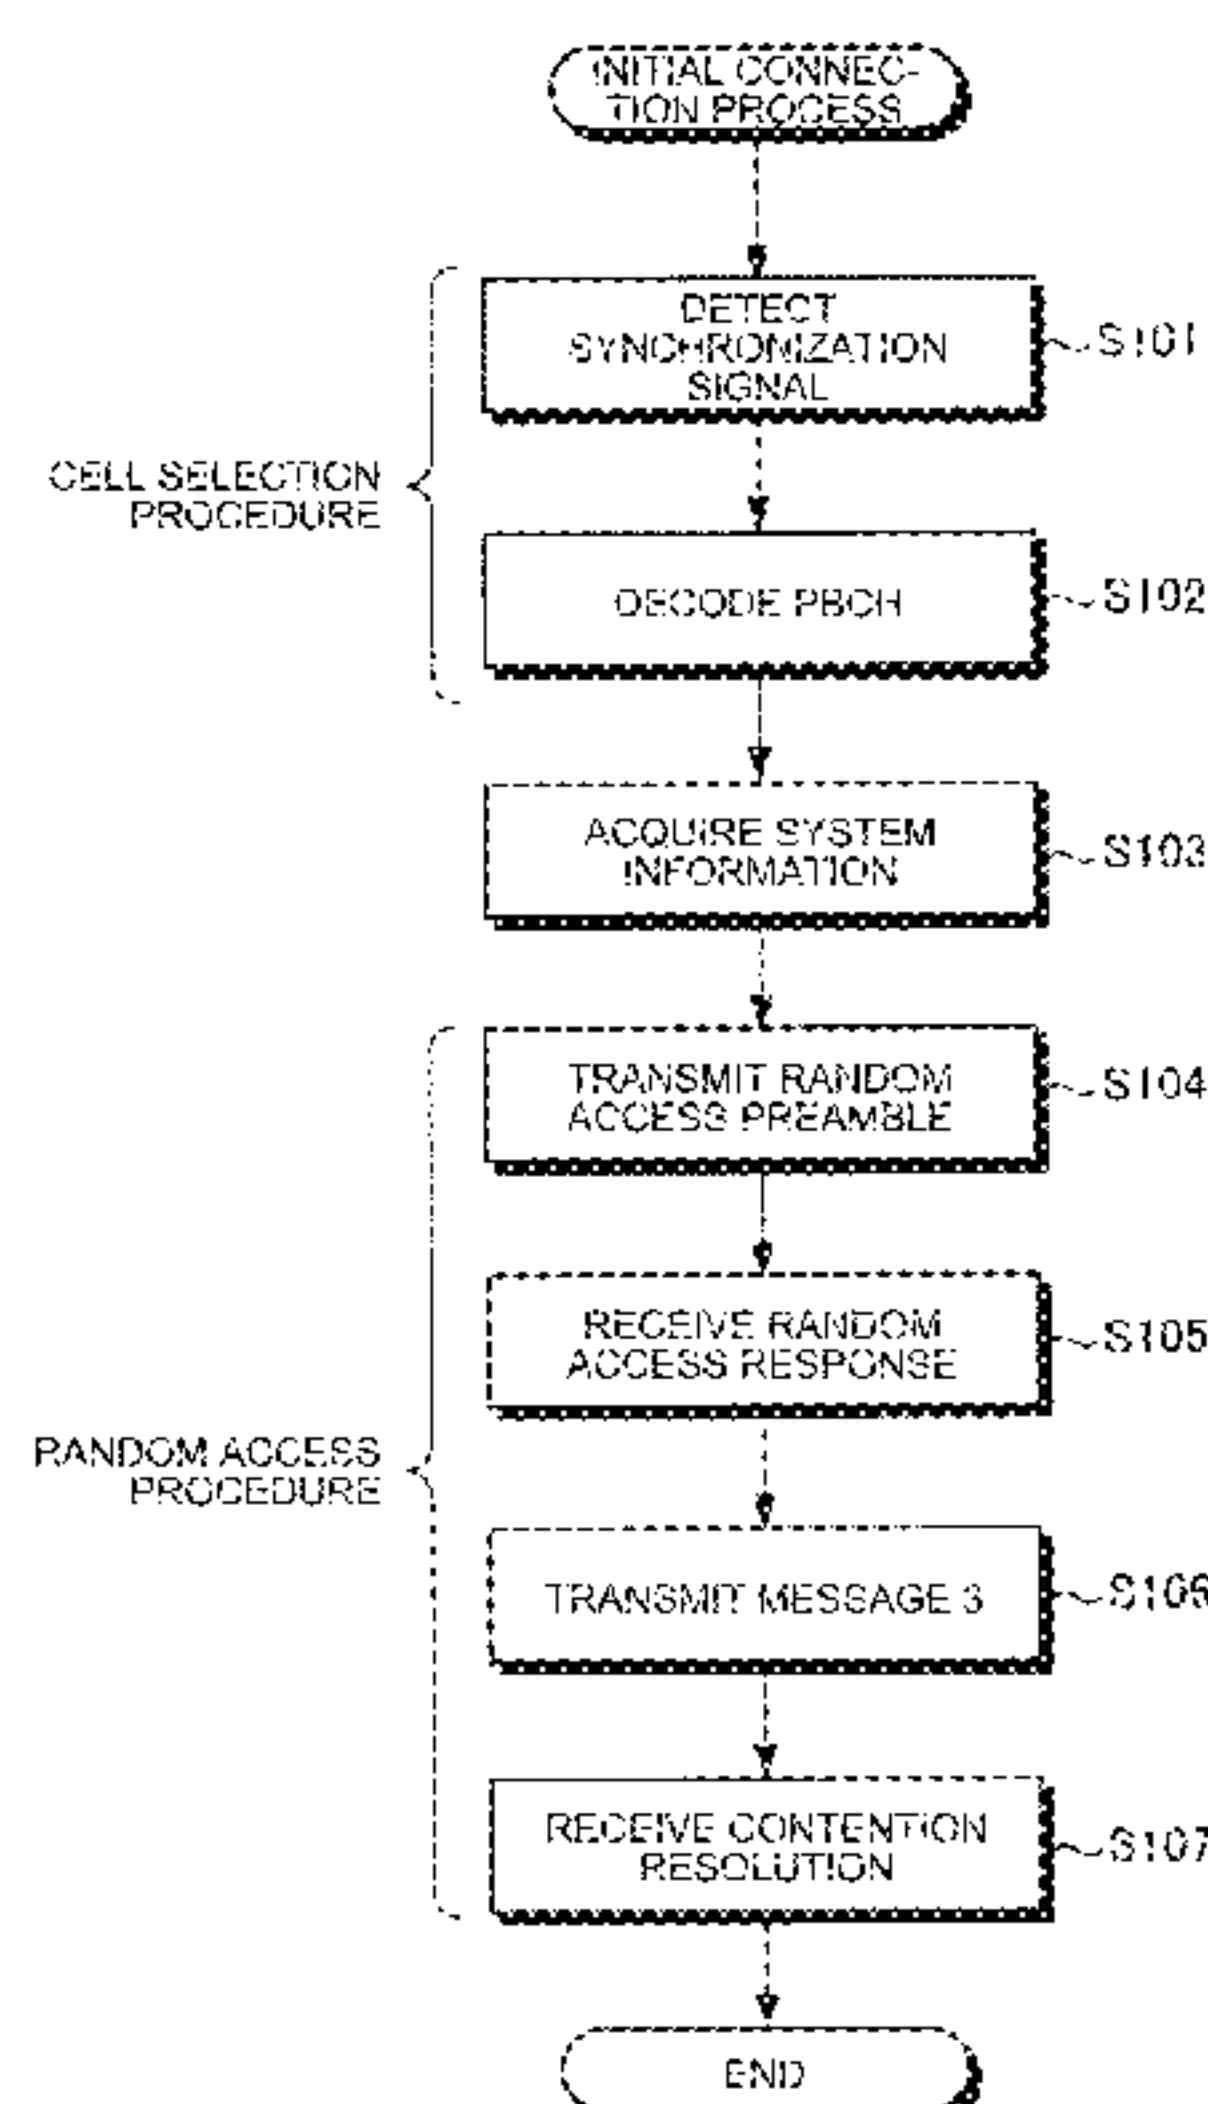 INITIAL CONNEC-
TION PROCESS
DETECT
SYNCHRONIZATION
SIGNAL
S101
CELL SELECTION
PROCEDURE
DECODE PBCH
S102
ACQUIRE SYSTEM
INFORMATION
S103
TRANSMIT RANDOM
ACCESS PREAMBLE
S104
RECEIVE RANDOM
ACCESS RESPONSE
S105
RANDOM ACCESS
PROCEDURE
TRANSMIT MESSAGE 3
S106
RECEIVE CONTENTION
RESOLUTION
S107
END